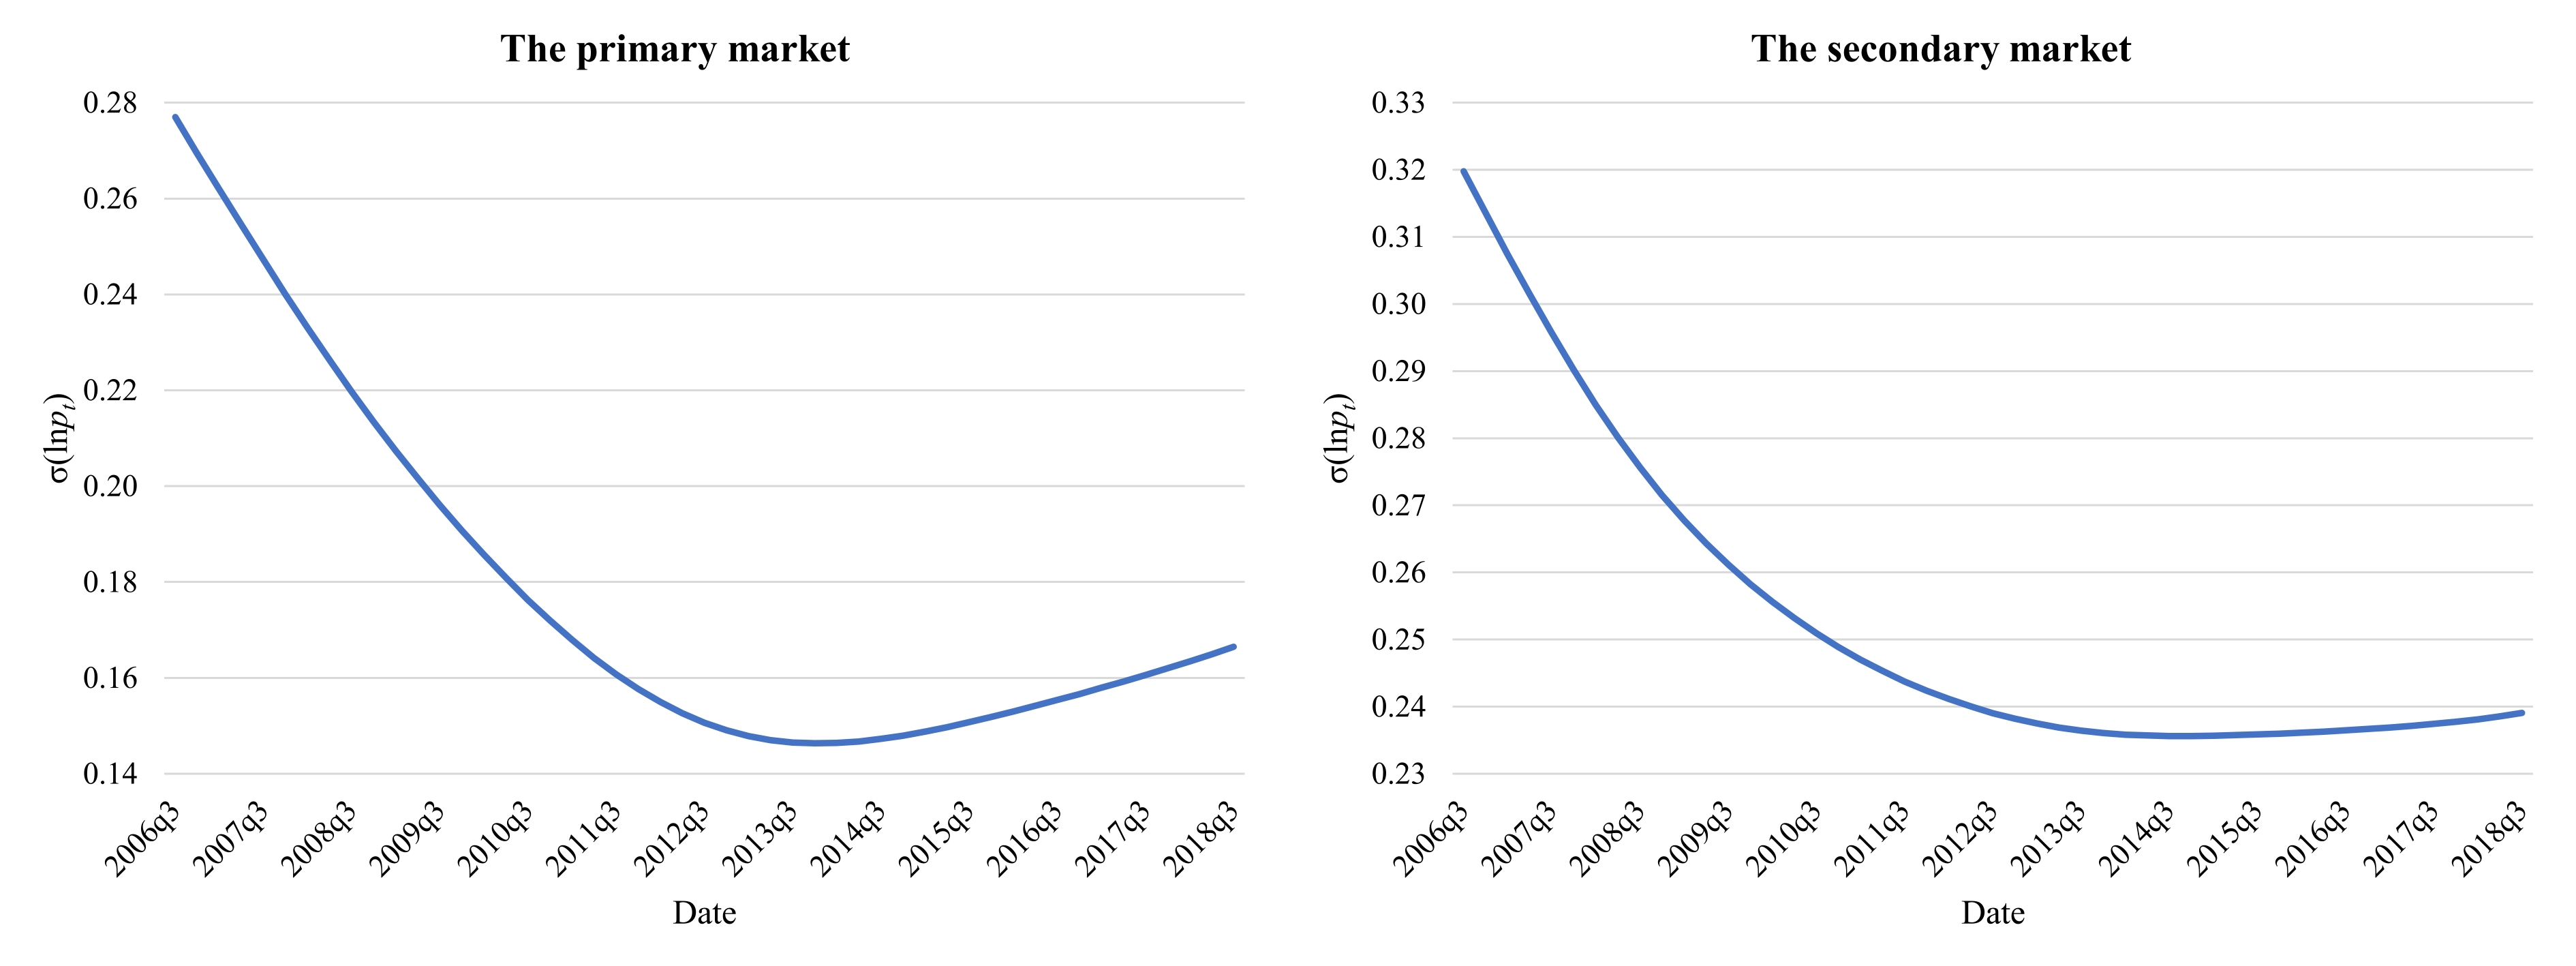 The primary market
0.28
0.26
0.24
0.22
0.20
0.18
0.16
0.14
σ(lnpₜ)
2006q3
2007q3
2008q3
2009q3
2010q3
2011q3
2012q3
2013q3
2014q3
2015q3
2016q3
2017q3
2018q3
Date
The secondary market
0.33
0.32
0.31
0.30
0.29
0.28
0.27
0.26
0.25
0.24
0.23
σ(lnpₜ)
2006q3
2007q3
2008q3
2009q3
2010q3
2011q3
2012q3
2013q3
2014q3
2015q3
2016q3
2017q3
2018q3
Date